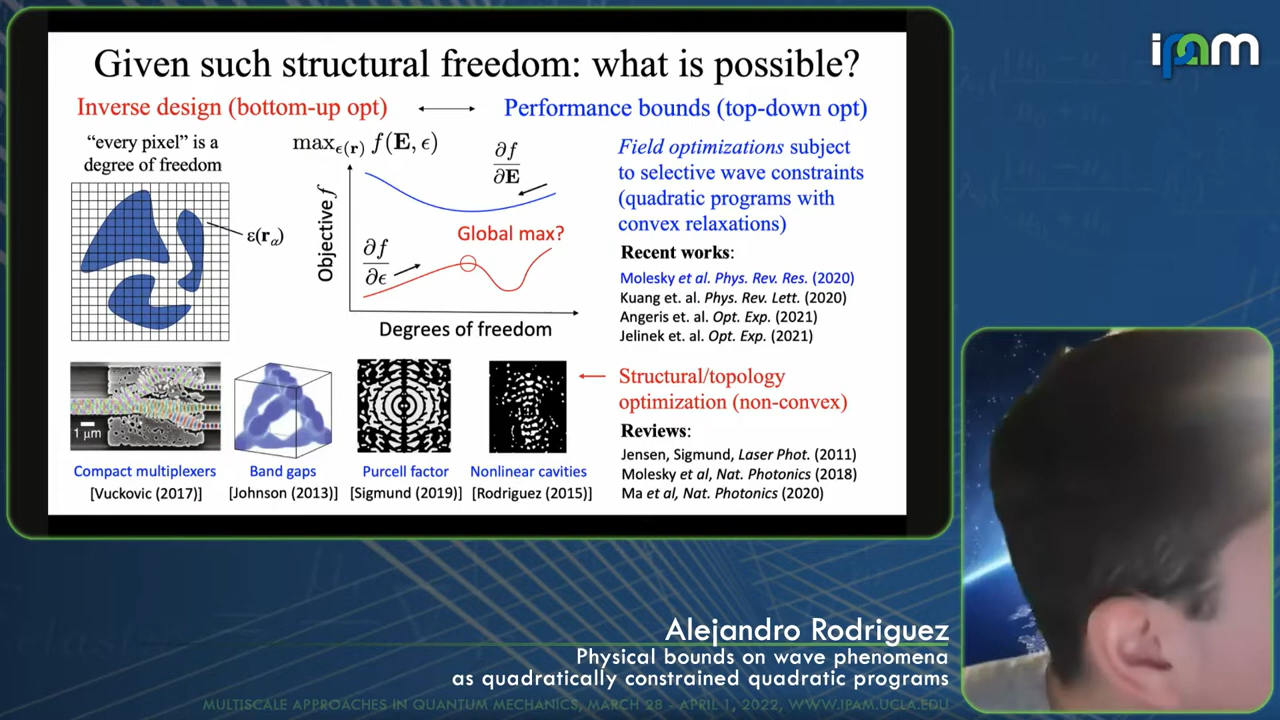 Given such structural freedom: what is possible?
ipam
Inverse design (bottom-up opt)
Performance bounds (top-down opt)
"every pixel" is a
degree of freedom
ε(r_α)
max_{ϵ(r)} f(E, ϵ)
∂f
∂E
Objective f
∂f
∂ϵ
Global max?
Degrees of freedom
Field optimizations subject
to selective wave constraints
(quadratic programs with
convex relaxations)
Recent works:
Molesky et al. Phys. Rev. Res. (2020)
Kuang et. al. Phys. Rev. Lett. (2020)
Angeris et. al. Opt. Exp. (2021)
Jelinek et. al. Opt. Exp. (2021)
1 μm
Compact multiplexers
[Vuckovic (2017)]
Band gaps
[Johnson (2013)]
Purcell factor
[Sigmund (2019)]
Nonlinear cavities
[Rodriguez (2015)]
Structural/topology
optimization (non-convex)
Reviews:
Jensen, Sigmund, Laser Phot. (2011)
Molesky et al, Nat. Photonics (2018)
Ma et al, Nat. Photonics (2020)
Alejandro Rodriguez
Physical bounds on wave phenomena
as quadratically constrained quadratic programs
MULTISCALE APPROACHES IN QUANTUM MECHANICS, MARCH 28 - APRIL 1, 2022, WWW.IPAM.UCLA.EDU